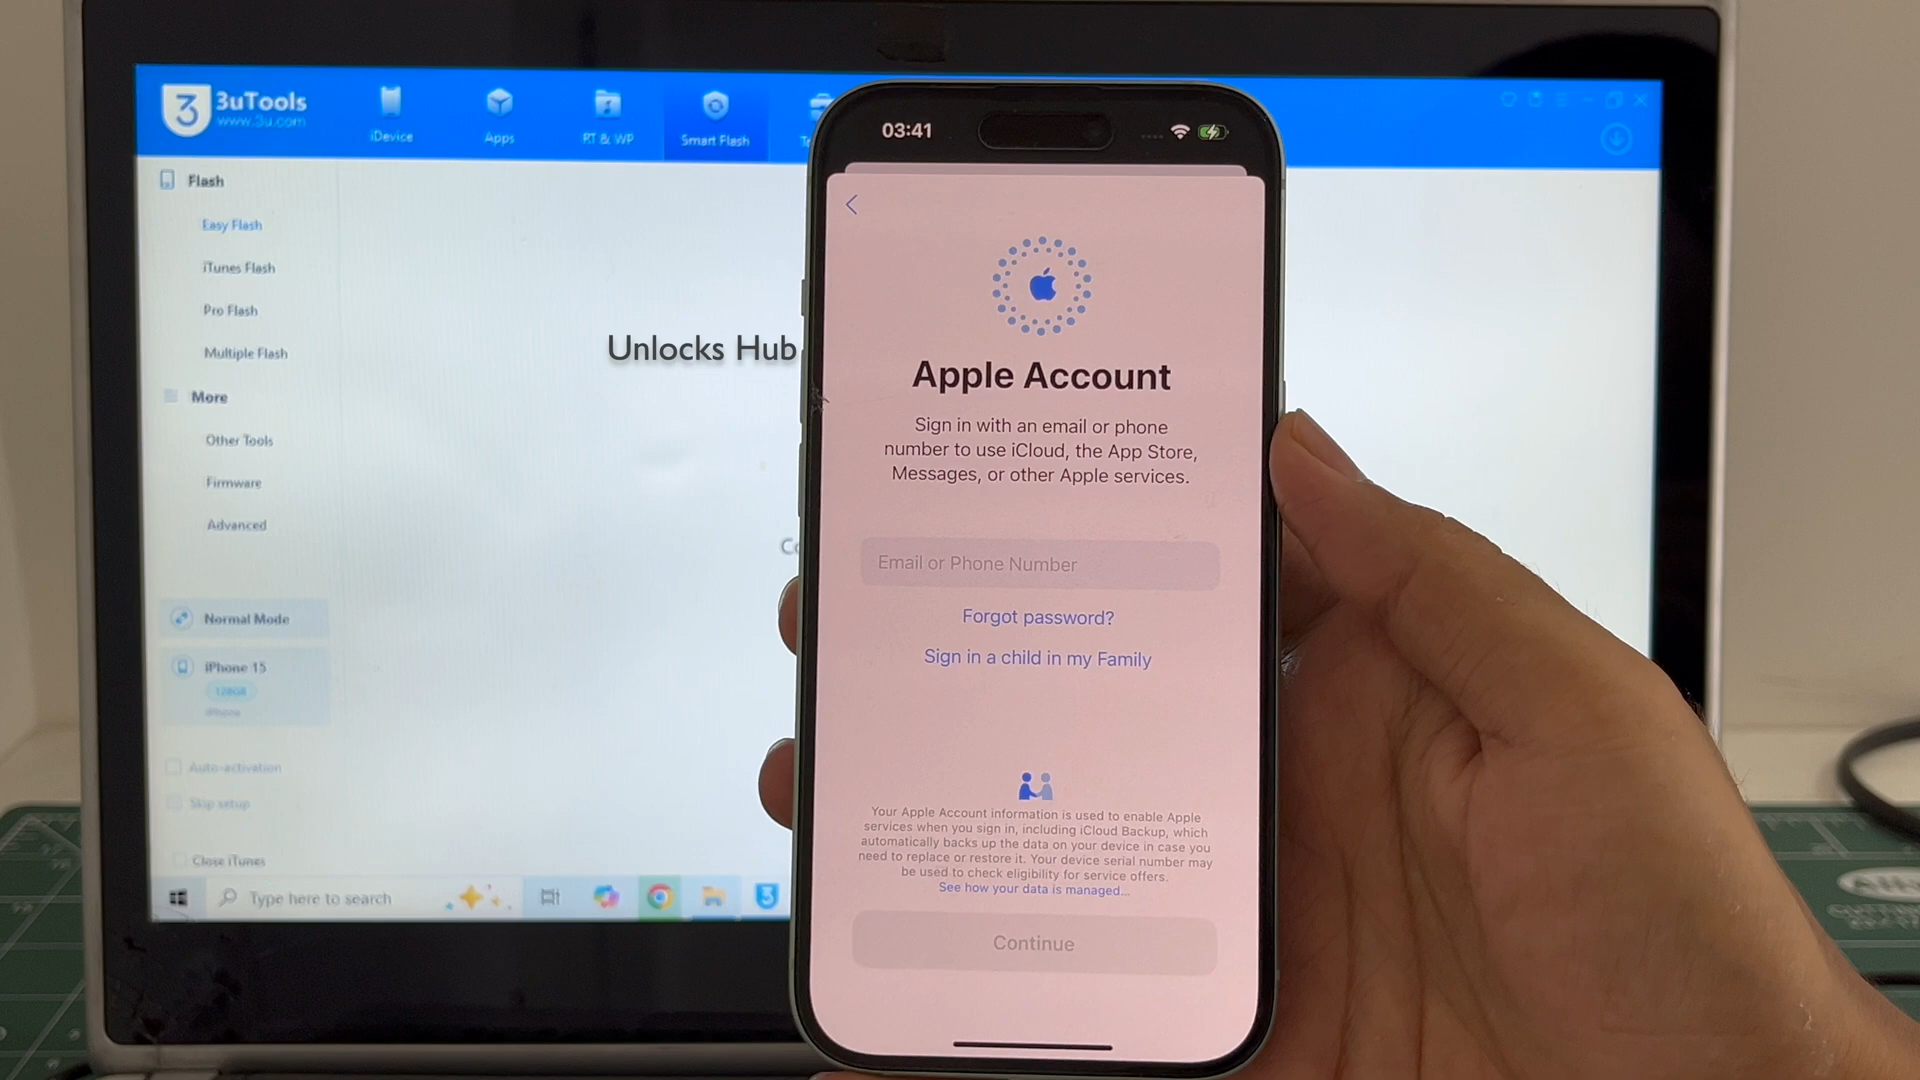 3uTools
www.3u.com
iDevice
Apps
RT & WP
Smart Flash
Flash
Easy Flash
iTunes Flash
Pro Flash
Multiple Flash
More
Other Tools
Firmware
Advanced
Normal Mode
iPhone 15
128GB
iPhone
Auto-activation
Skip setup
Close iTunes
Type here to search
Unlocks Hub
03:41
Apple Account
Sign in with an email or phone
number to use iCloud, the App Store,
Messages, or other Apple services.
Email or Phone Number
Forgot password?
Sign in a child in my Family
Your Apple Account information is used to enable Apple
services when you sign in, including iCloud Backup, which
automatically backs up the data on your device in case you
need to replace or restore it. Your device serial number may
be used to check eligibility for service offers.
See how your data is managed...
Continue